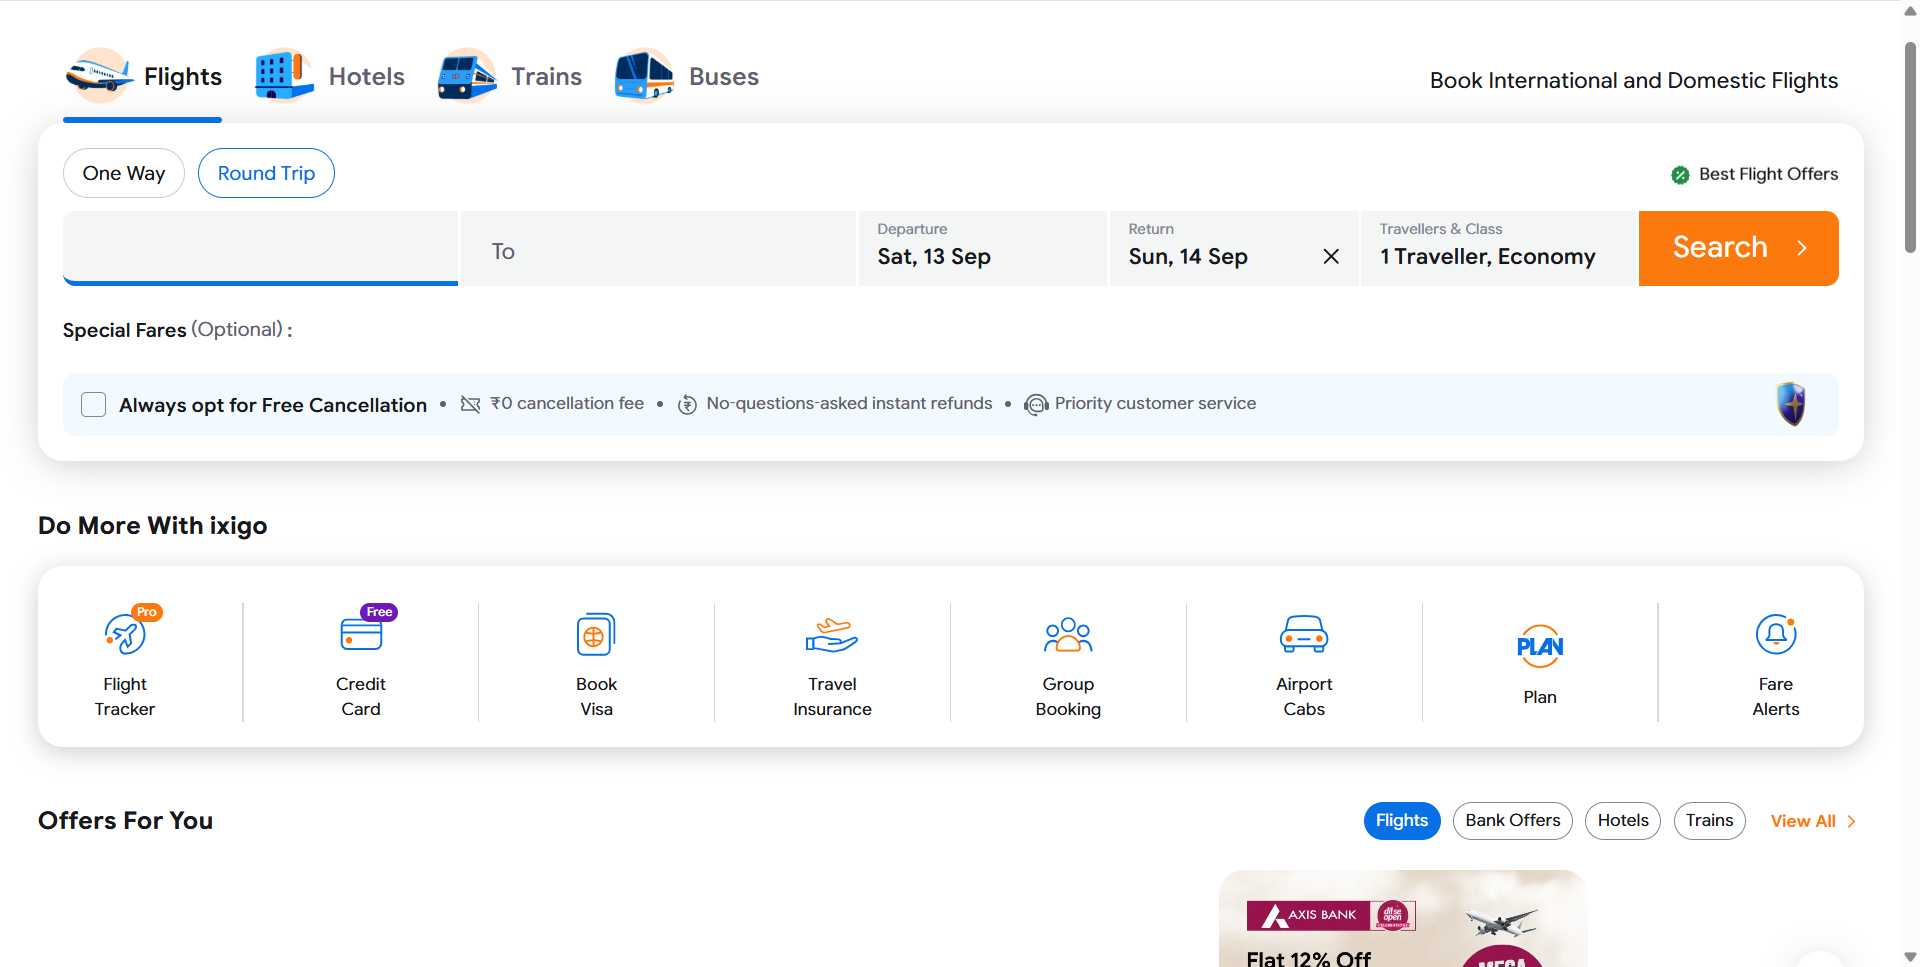 Flights
Hotels
Trains
Buses
Book International and Domestic Flights
One Way
Round Trip
Best Flight Offers
To
Departure
Sat, 13 Sep
Return
Sun, 14 Sep
Travellers & Class
1 Traveller, Economy
Search
Special Fares (Optional) :
Always opt for Free Cancellation • ₹0 cancellation fee • No-questions-asked instant refunds • Priority customer service
Do More With ixigo
Pro
Flight
Tracker
Free
Credit
Card
Book
Visa
Travel
Insurance
Group
Booking
Airport
Cabs
PLAN
Plan
Fare
Alerts
Offers For You
Flights
Bank Offers
Hotels
Trains
View All
AXIS BANK
dil se
open
Flat 12% Off
MEGA